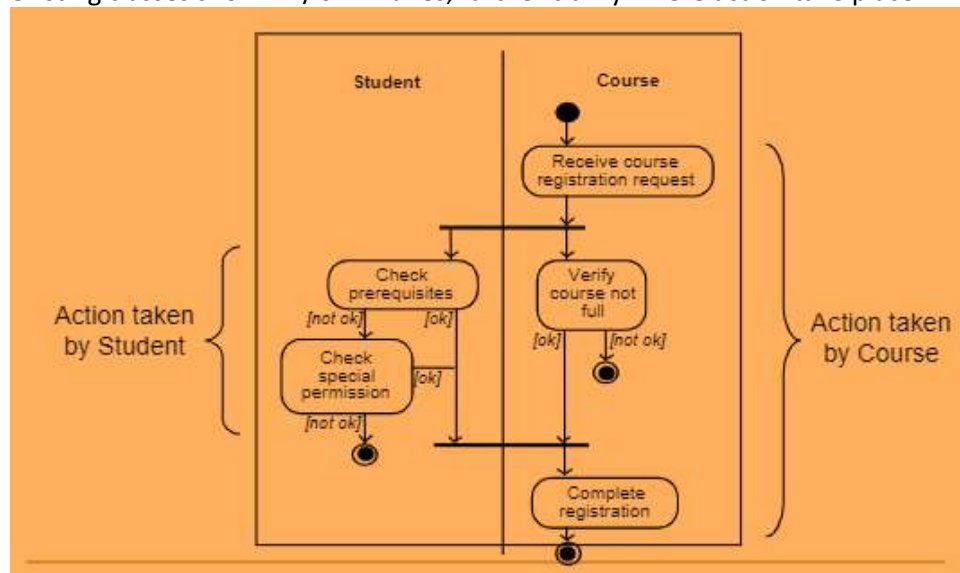 Student
Course
Receive course
registration request
Check
prerequisites
Verify
course not
full
[not ok]
[ok]
[ok]
[not ok]
Action taken
by Student
Action taken
by Course
Check
special
permission
[ok]
[not ok]
Complete
registration